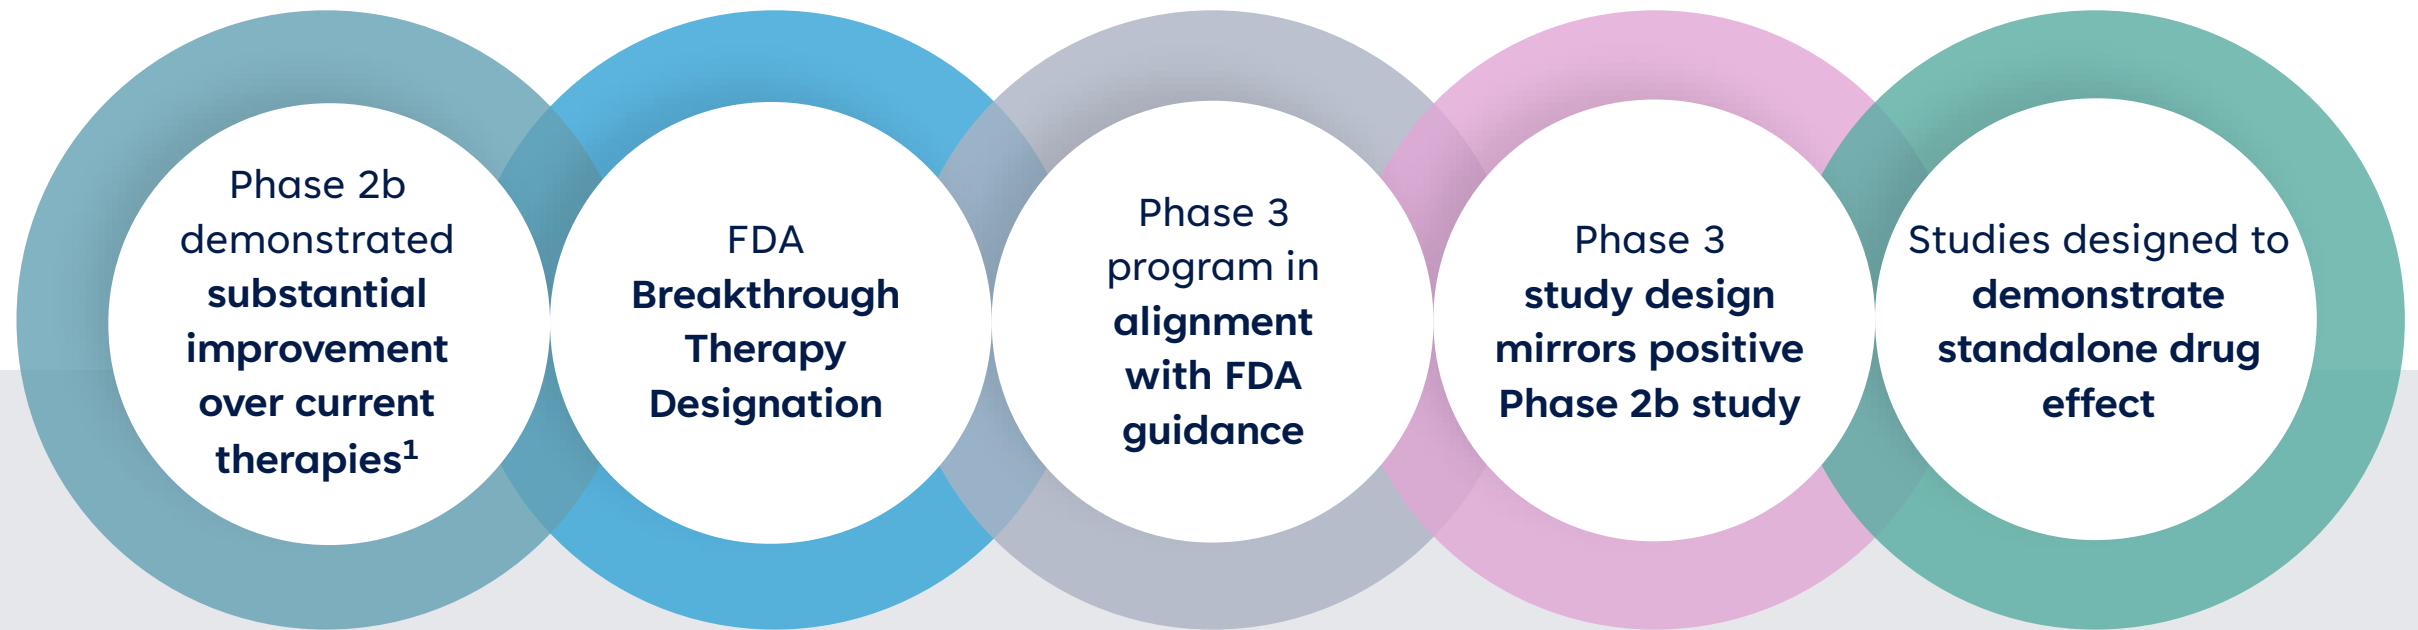 Phase 2b
demonstrated
substantial
improvement
over current
therapies¹
FDA
Breakthrough
Therapy
Designation
Phase 3
program in
alignment
with FDA
guidance
Phase 3
study design
mirrors positive
Phase 2b study
Studies designed to
demonstrate
standalone drug
effect